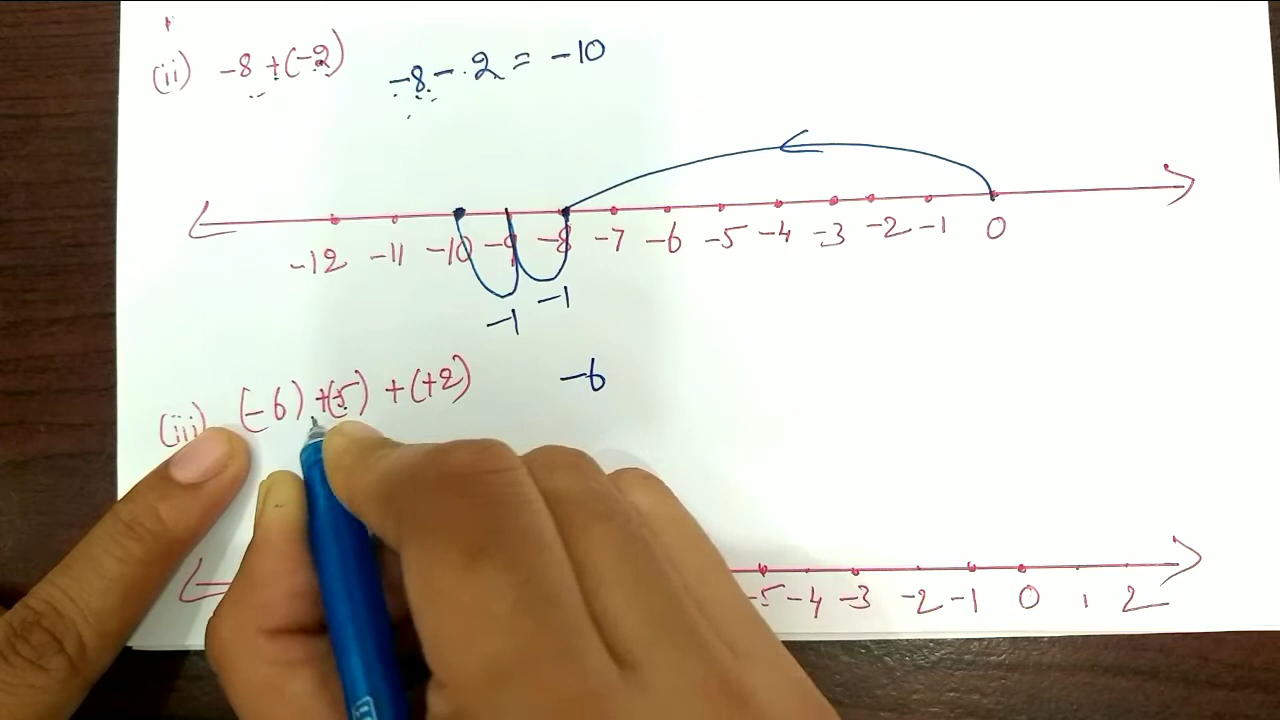 (ii) -8 +(-2) -8 - 2 = -10
-12 -11 -10 -9 -8 -7 -6 -5 -4 -3 -2 -1 0
-1 -1
(iii) (-6) +(5) + (+2) -6
-5 -4 -3 -2 -1 0 1 2